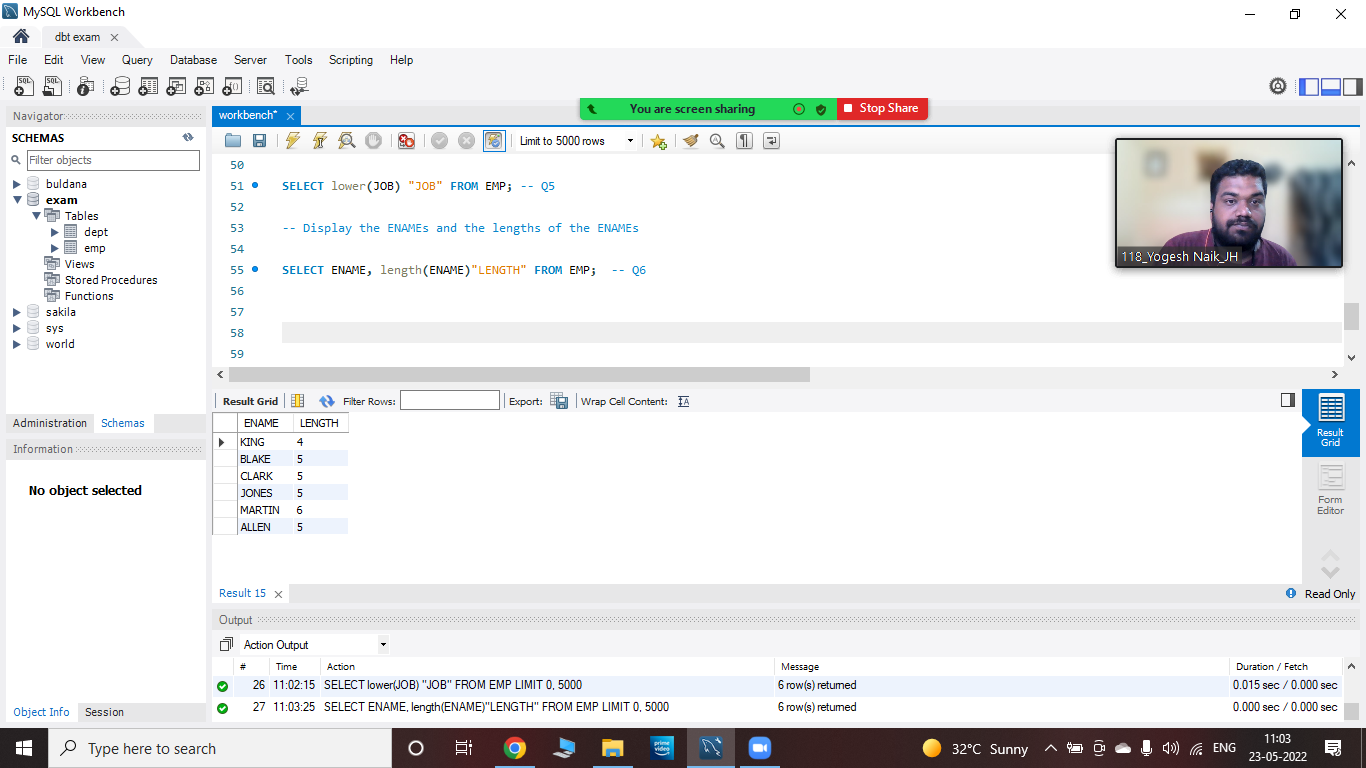 MySQL Workbench
dbt exam
File Edit View Query Database Server Tools Scripting Help
Navigator
SCHEMAS
Filter objects
buldana
exam
Tables
dept
emp
Views
Stored Procedures
Functions
sakila
sys
world
Administration Schemas
Information
No object selected
Object Info Session
workbench*
You are screen sharing Stop Share
Limit to 5000 rows
50
51 SELECT lower(JOB) "JOB" FROM EMP; -- Q5
52
53 -- Display the ENAMEs and the lengths of the ENAMEs
54
55 SELECT ENAME, length(ENAME)"LENGTH" FROM EMP;  -- Q6
56
57
58
59
118_Yogesh Naik_JH
Result Grid Filter Rows: Export: Wrap Cell Content:
ENAME LENGTH
KING 4
BLAKE 5
CLARK 5
JONES 5
MARTIN 6
ALLEN 5
Result Grid
Form Editor
Result 15
Read Only
Output
Action Output
# Time Action Message Duration / Fetch
26 11:02:15 SELECT lower(JOB) "JOB" FROM EMP LIMIT 0, 5000 6 row(s) returned 0.015 sec / 0.000 sec
27 11:03:25 SELECT ENAME, length(ENAME)"LENGTH" FROM EMP LIMIT 0, 5000 6 row(s) returned 0.000 sec / 0.000 sec
Type here to search
prime video
32°C Sunny
ENG
11:03
23-05-2022